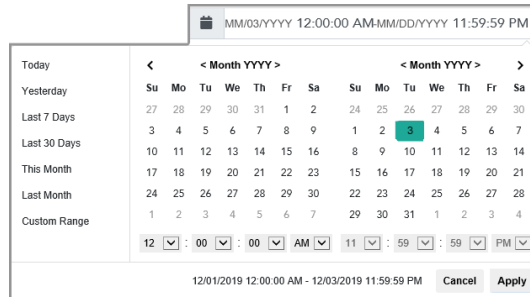 MM/03/YYYY 12:00:00 AM-MM/DD/YYYY 11:59:59 PM
Today
Yesterday
Last 7 Days
Last 30 Days
This Month
Last Month
Custom Range
< < Month YYYY >
Su Mo Tu We Th Fr Sa
27 28 29 30 31 1 2
3 4 5 6 7 8 9
10 11 12 13 14 15 16
17 18 19 20 21 22 23
24 25 26 27 28 29 30
1 2 3 4 5 6 7
12 : 00 : 00 AM
< Month YYYY > >
Su Mo Tu We Th Fr Sa
24 25 26 27 28 29 30
1 2 3 4 5 6 7
8 9 10 11 12 13 14
15 16 17 18 19 20 21
22 23 24 25 26 27 28
29 30 31 1 2 3 4
11 : 59 : 59 PM
12/01/2019 12:00:00 AM - 12/03/2019 11:59:59 PM Cancel Apply